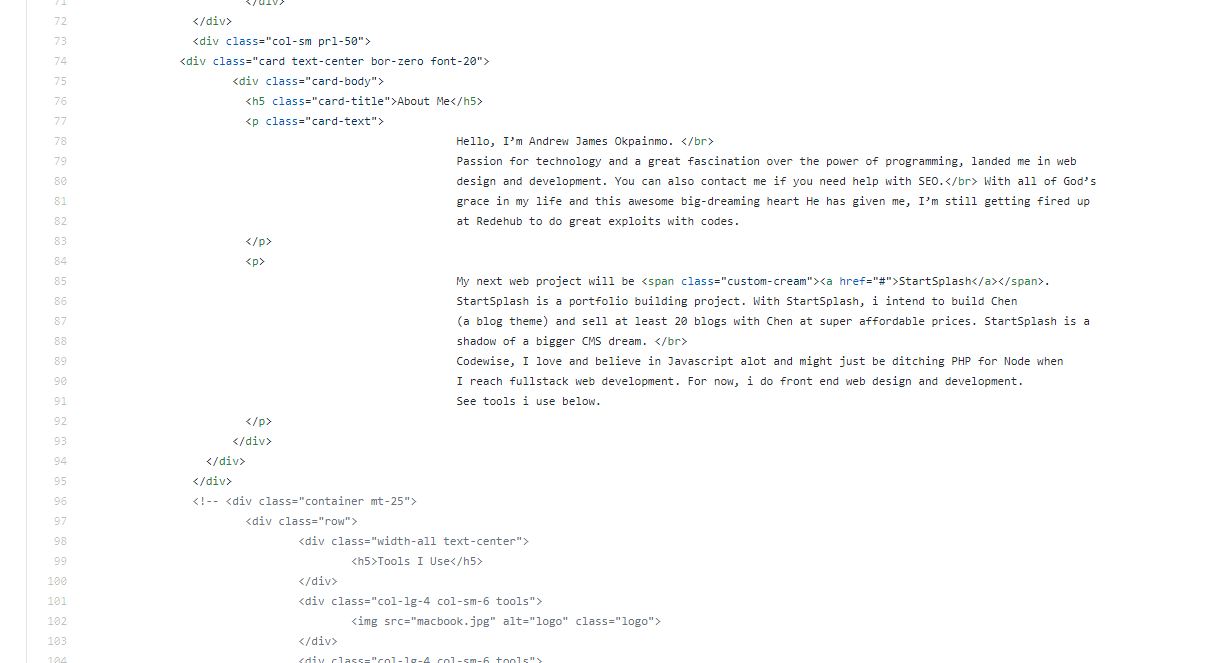 71 </div>
72 </div>
73 <div class="col-sm prl-50">
74 <div class="card text-center bor-zero font-20">
75 <div class="card-body">
76 <h5 class="card-title">About Me</h5>
77 <p class="card-text">
78 Hello, I’m Andrew James Okpainmo. </br>
79 Passion for technology and a great fascination over the power of programming, landed me in web
80 design and development. You can also contact me if you need help with SEO.</br> With all of God’s
81 grace in my life and this awesome big-dreaming heart He has given me, I’m still getting fired up
82 at Redehub to do great exploits with codes.
83 </p>
84 <p>
85 My next web project will be <span class="custom-cream"><a href="#">StartSplash</a></span>.
86 StartSplash is a portfolio building project. With StartSplash, i intend to build Chen
87 (a blog theme) and sell at least 20 blogs with Chen at super affordable prices. StartSplash is a
88 shadow of a bigger CMS dream. </br>
89 Codewise, I love and believe in Javascript alot and might just be ditching PHP for Node when
90 I reach fullstack web development. For now, i do front end web design and development.
91 See tools i use below.
92 </p>
93 </div>
94 </div>
95 </div>
96 <!-- <div class="container mt-25">
97 <div class="row">
98 <div class="width-all text-center">
99 <h5>Tools I Use</h5>
100 </div>
101 <div class="col-lg-4 col-sm-6 tools">
102 <img src="macbook.jpg" alt="logo" class="logo">
103 </div>
104 <div class="col-lg-4 col-sm-6 tools">